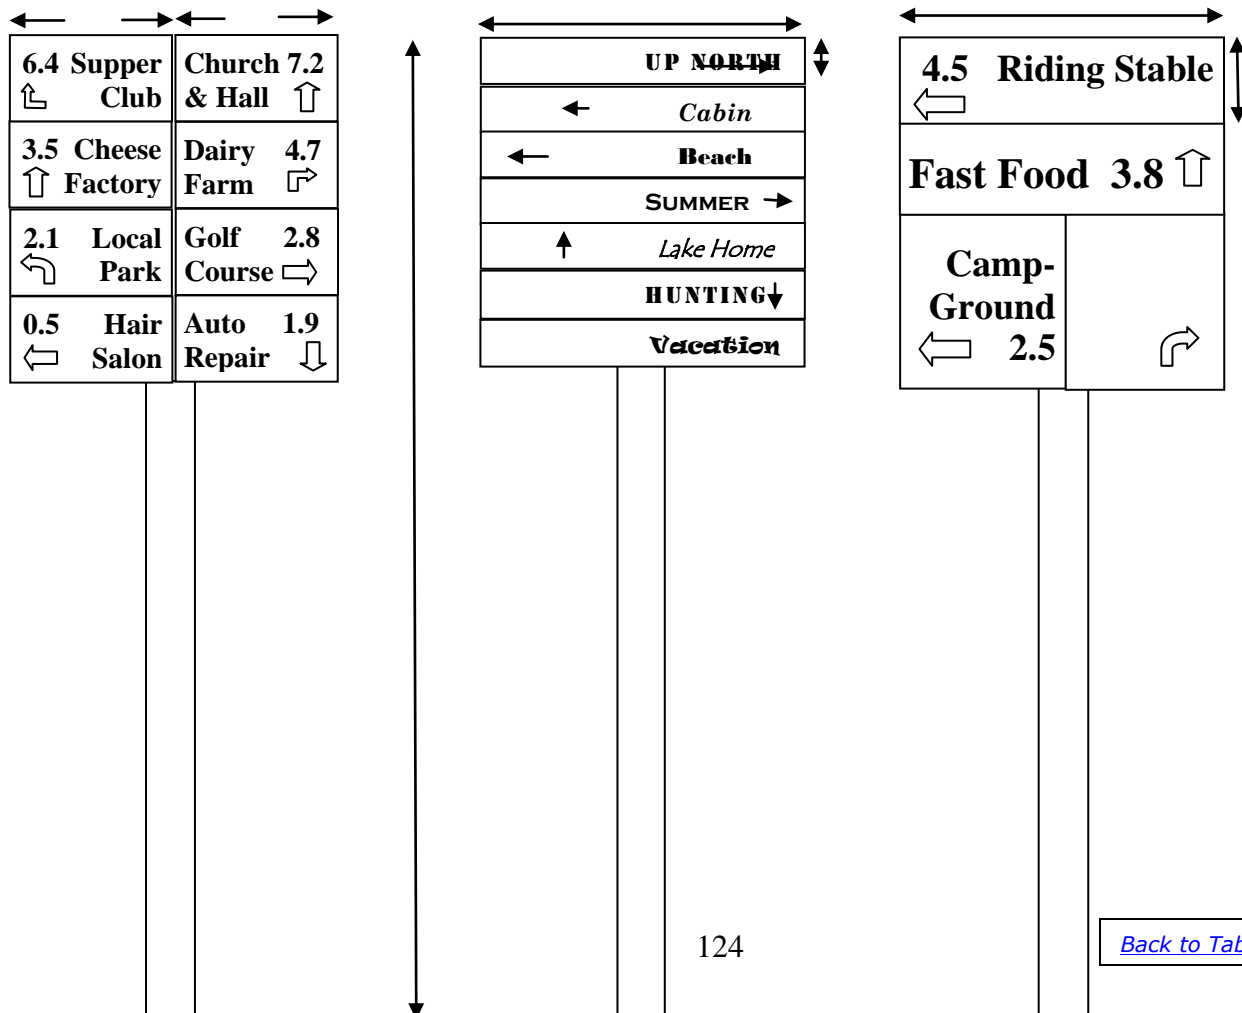 6.4 Supper
Club
Church 7.2
& Hall
3.5 Cheese
Factory
Dairy 4.7
Farm
2.1 Local
Park
Golf 2.8
Course
0.5 Hair
Salon
Auto 1.9
Repair
UP NORTH
Cabin
Beach
SUMMER
Lake Home
HUNTING
Vacation
4.5 Riding Stable
Fast Food 3.8
Camp-
Ground
2.5
124
Back to Tab